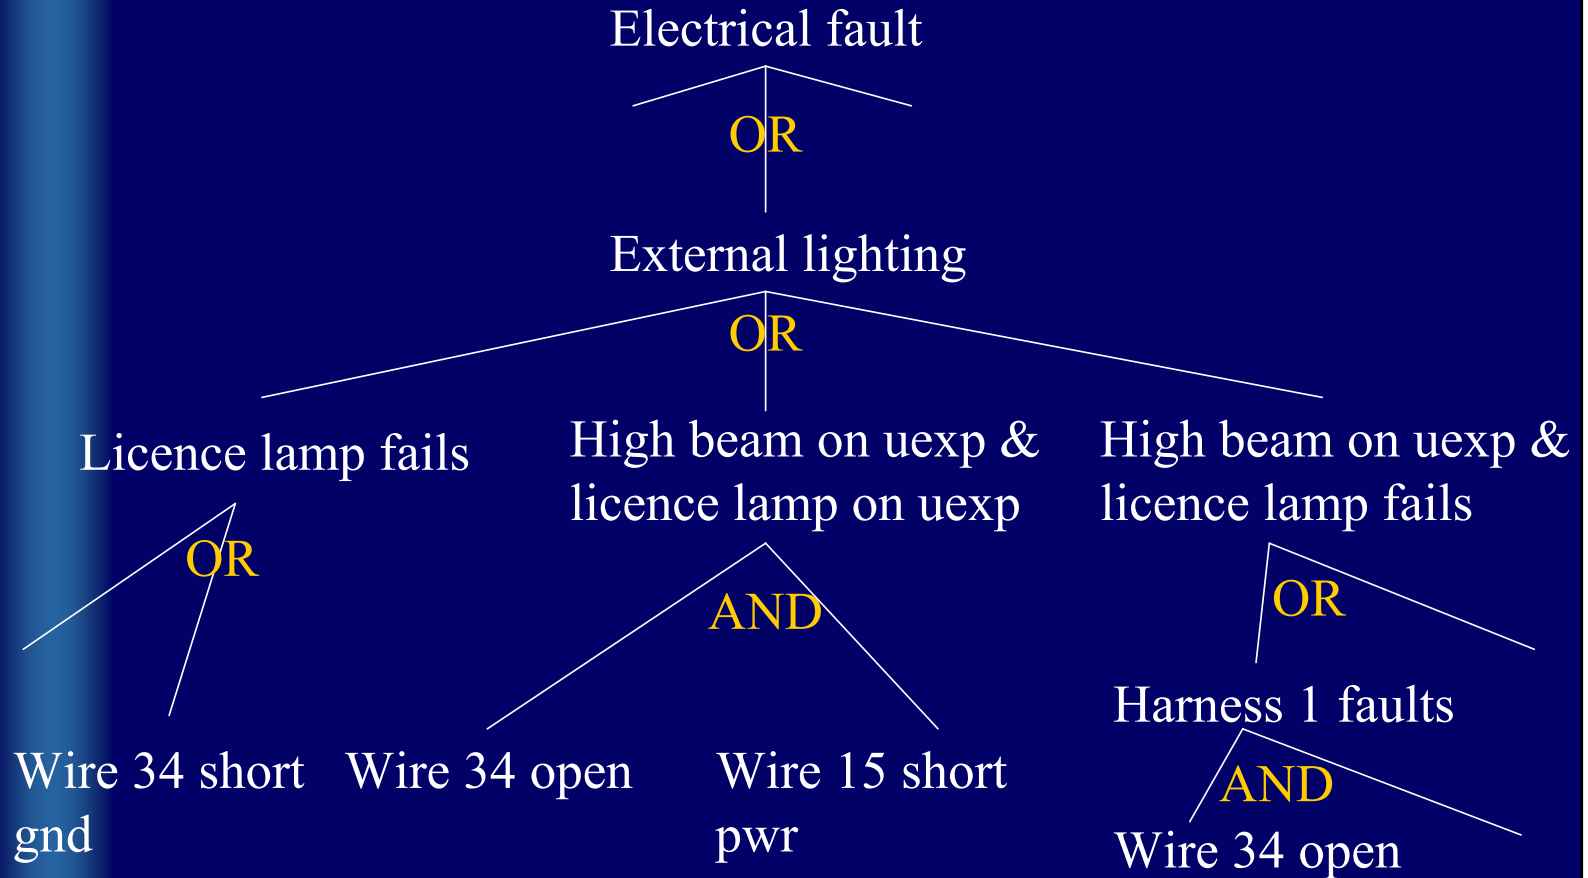 Electrical fault
OR
External lighting
OR
Licence lamp fails
High beam on uexp &
licence lamp on uexp
High beam on uexp &
licence lamp fails
OR
AND
OR
Harness 1 faults
Wire 34 short
gnd
Wire 34 open
Wire 15 short
pwr
AND
Wire 34 open